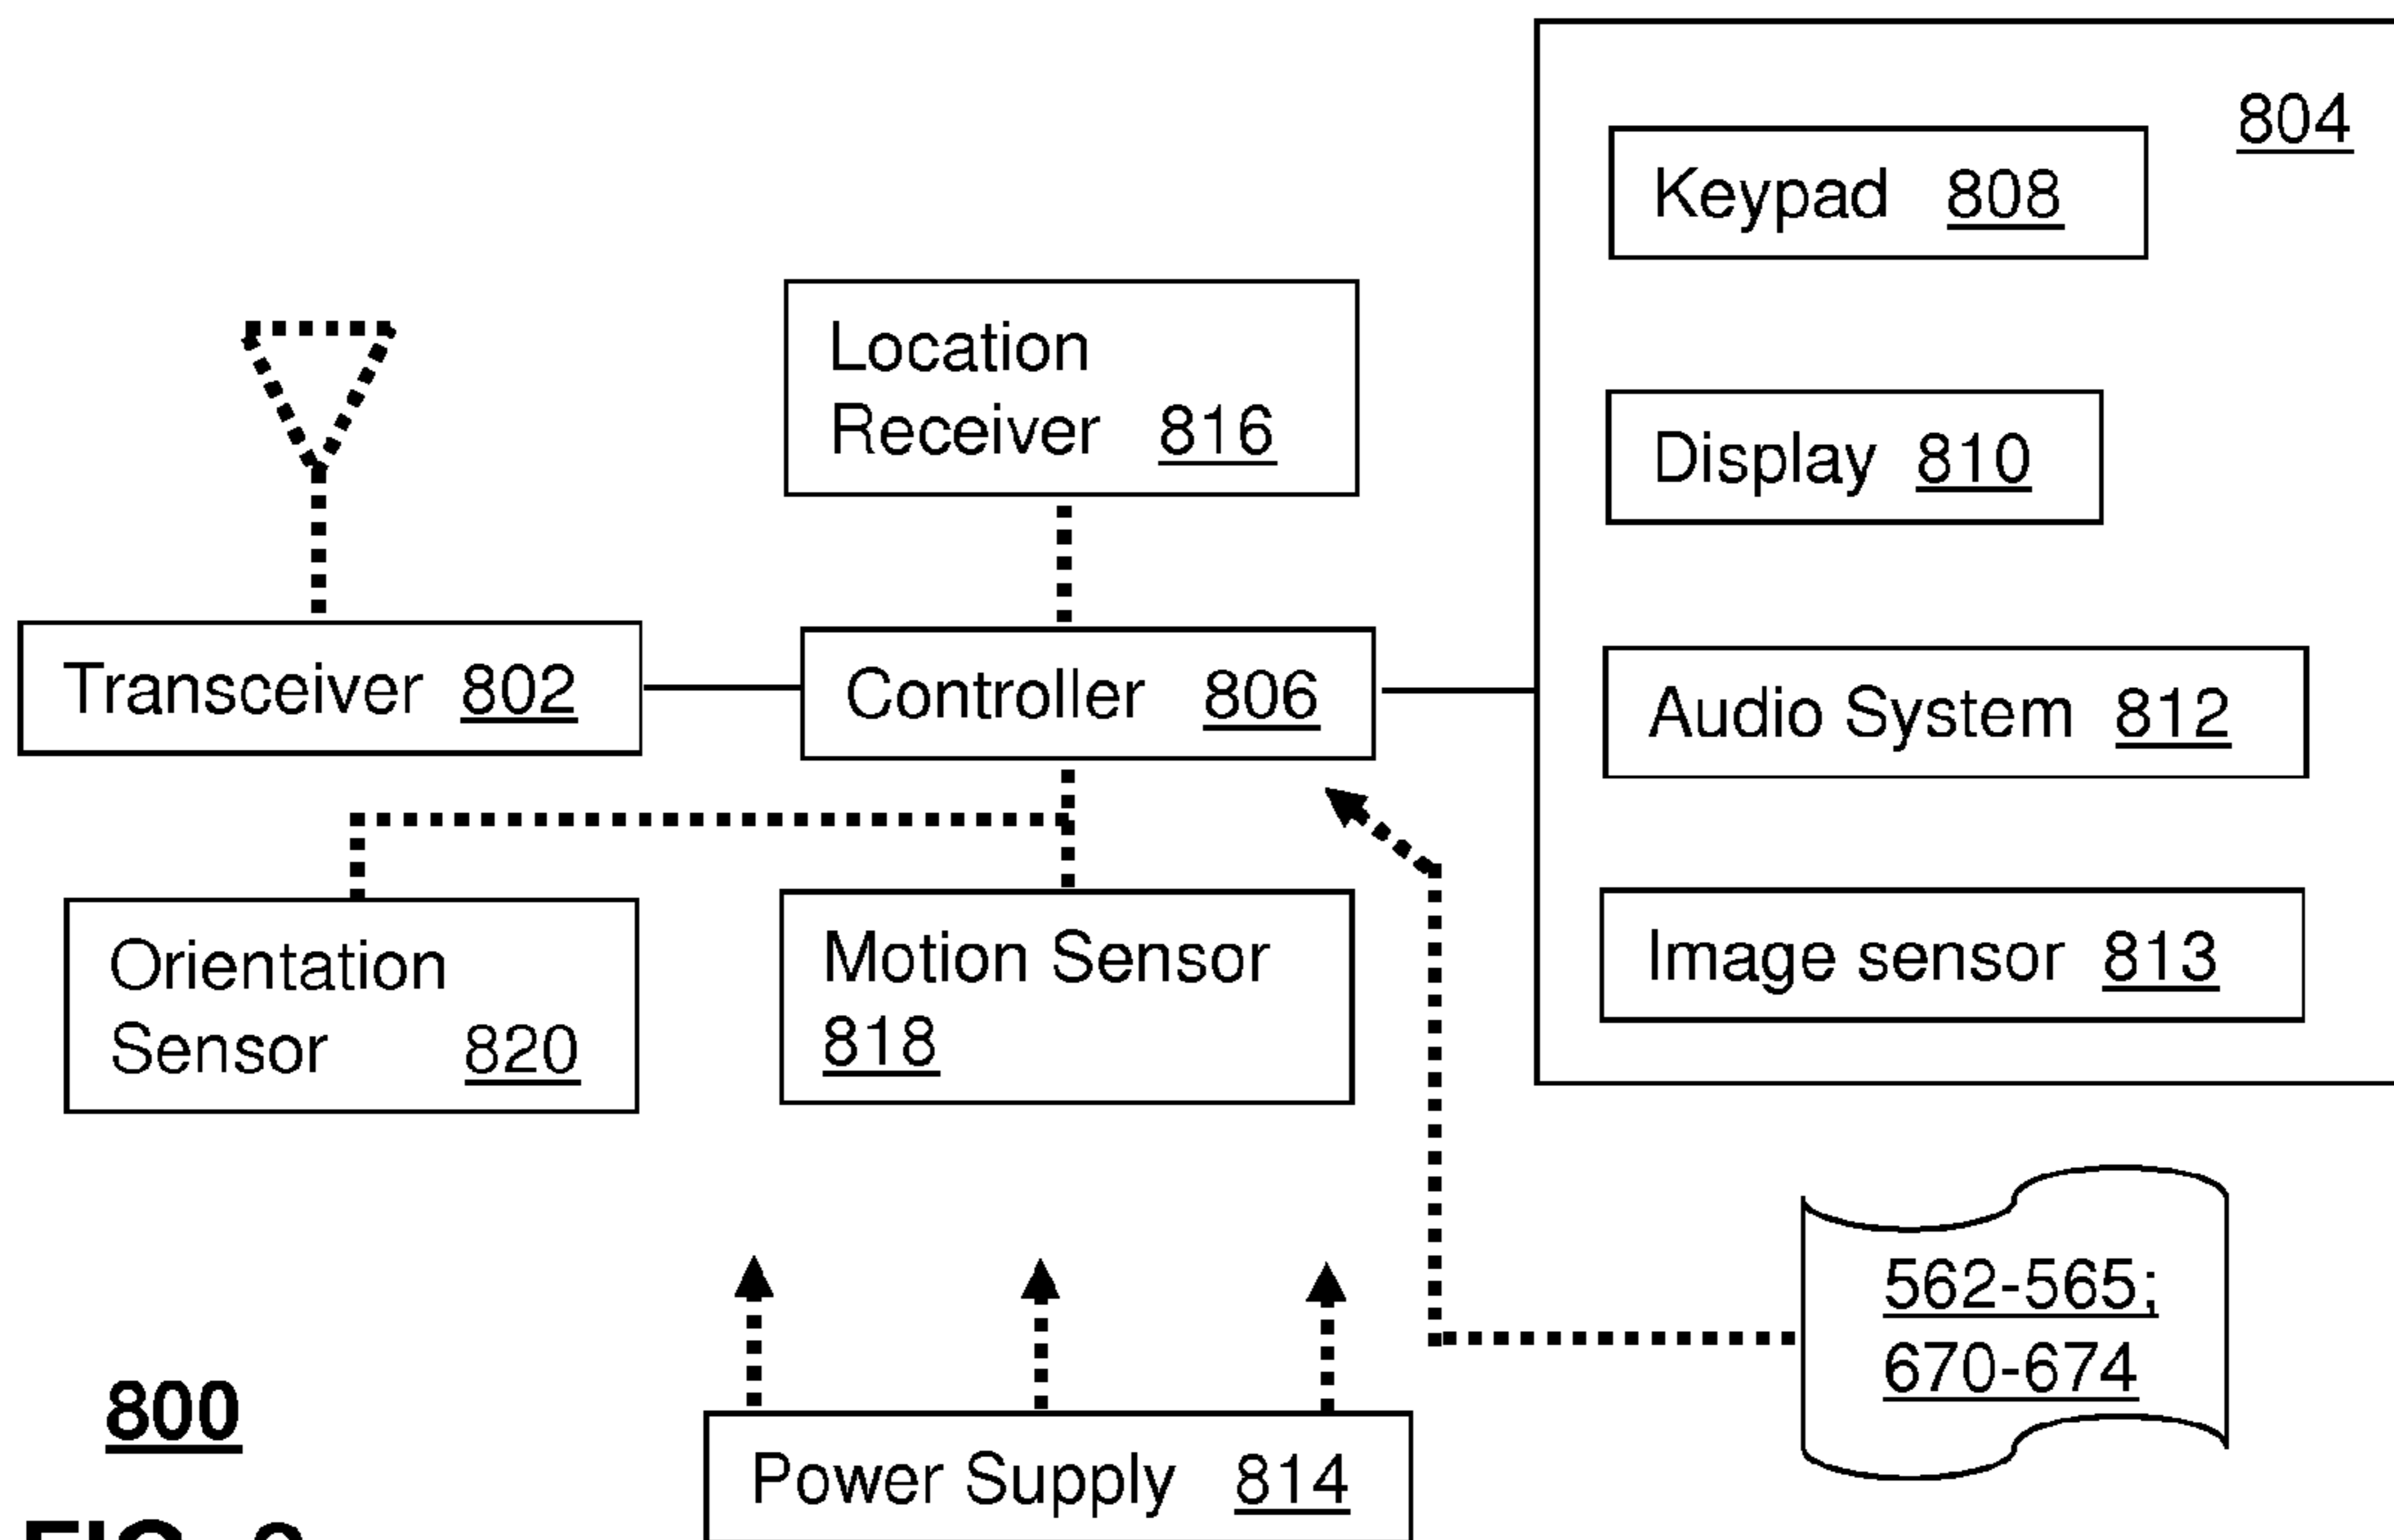 804
Keypad 808
Location
Receiver 816
Display 810
Transceiver 802
Controller 806
Audio System 812
Orientation
Sensor 820
Motion Sensor
818
Image sensor 813
562-565;
670-674
800
Power Supply 814